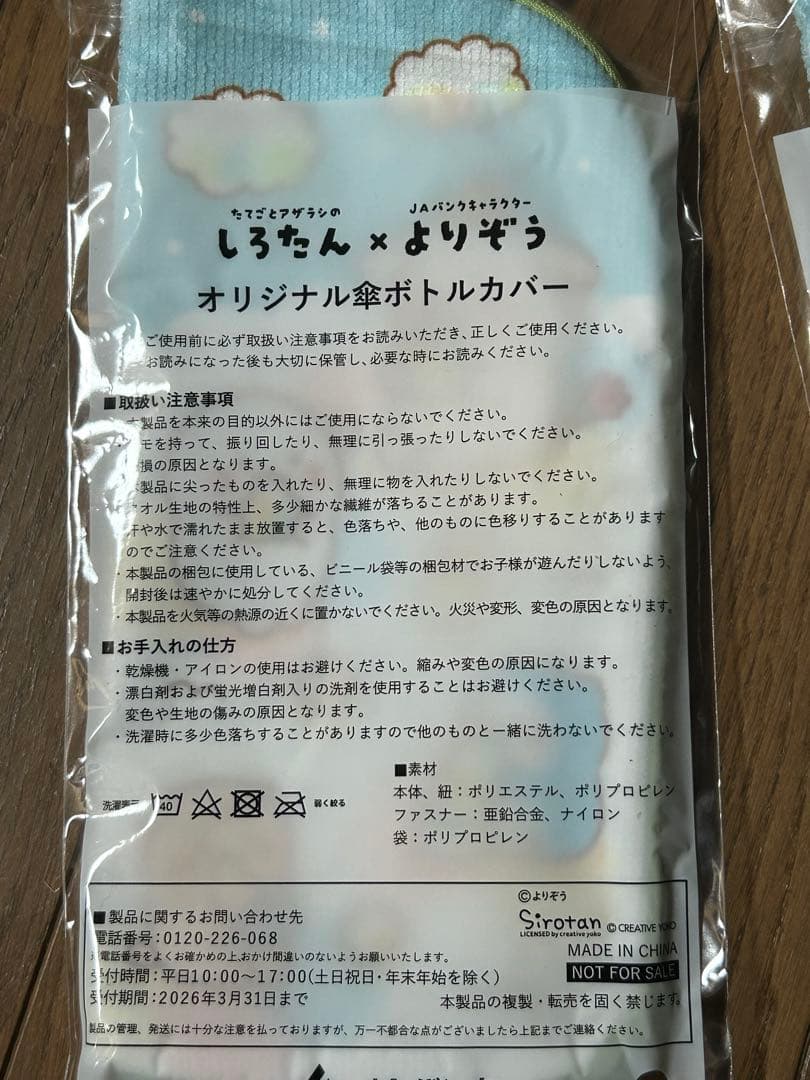 たてごとアザラシの JAバンクキャラクター
しろたん × よりぞう
オリジナル傘ボトルカバー
ご使用前に必ず取扱い注意事項をお読みいただき、正しくご使用ください。
お読みになった後も大切に保管し、必要な時にお読みください。
■取扱い注意事項
本製品を本来の目的以外にはご使用にならないでください。
モを持って、振り回したり、無理に引っ張ったりしないでください。
損の原因となります。
本製品に尖ったものを入れたり、無理に物を入れたりしないでください。
タオル生地の特性上、多少細かな繊維が落ちることがあります。
汗や水で濡れたまま放置すると、色落ちや、他のものに色移りすることがあります
のでご注意ください。
・本製品の梱包に使用している、ビニール袋等の梱包材でお子様が遊んだりしないよう、
開封後は速やかに処分してください。
・本製品を火気等の熱源の近くに置かないでください。火災や変形、変色の原因となります。
■お手入れの仕方
・乾燥機・アイロンの使用はお避けください。縮みや変色の原因になります。
・漂白剤および蛍光増白剤入りの洗剤を使用することはお避けください。
変色や生地の傷みの原因となります。
・洗濯時に多少色落ちすることがありますので他のものと一緒に洗わないでください。
洗濯表示 40 弱く絞る
■素材
本体、紐：ポリエステル、ポリプロピレン
ファスナー：亜鉛合金、ナイロン
袋：ポリプロピレン
■製品に関するお問い合わせ先
電話番号：0120-226-068
※電話番号をよくお確かめの上、おかけ間違いのないようお願いいたします。
受付時間：平日10:00～17:00(土日祝日・年末年始を除く)
受付期間：2026年3月31日まで
©よりぞう
Sirotan © CREATIVE YOKO
LICENSED by creative yoko
MADE IN CHINA
NOT FOR SALE
本製品の複製・転売を固く禁じます。
製品の管理、発送には十分な注意を払っておりますが、万一不都合な点がございましたら上記までご連絡ください。